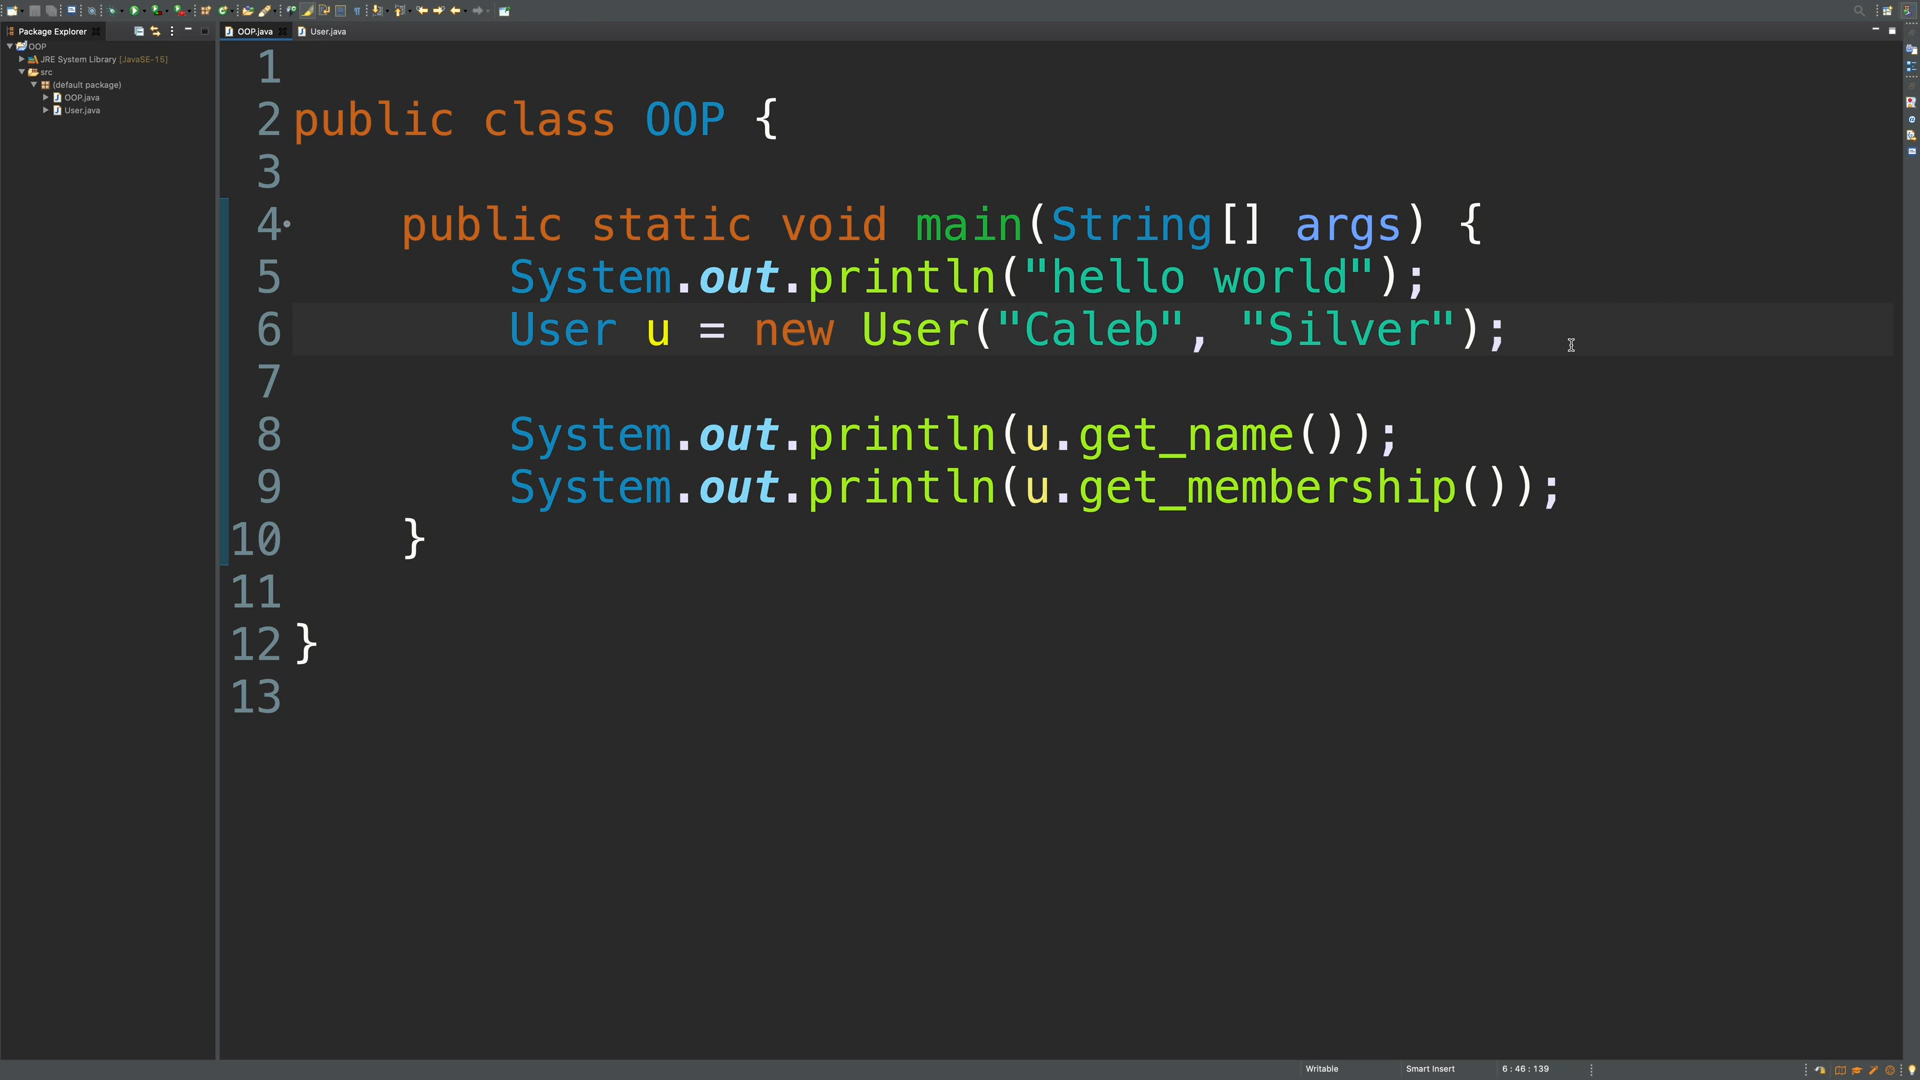 Package Explorer
OOP
JRE System Library [JavaSE-15]
src
(default package)
OOP.java
User.java
OOP.java
User.java
1
2 public class OOP {
3
4 public static void main(String[] args) {
5 System.out.println("hello world");
6 User u = new User("Caleb", "Silver");
7
8 System.out.println(u.get_name());
9 System.out.println(u.get_membership());
10 }
11
12 }
13
Writable
Smart Insert
6 : 46 : 139